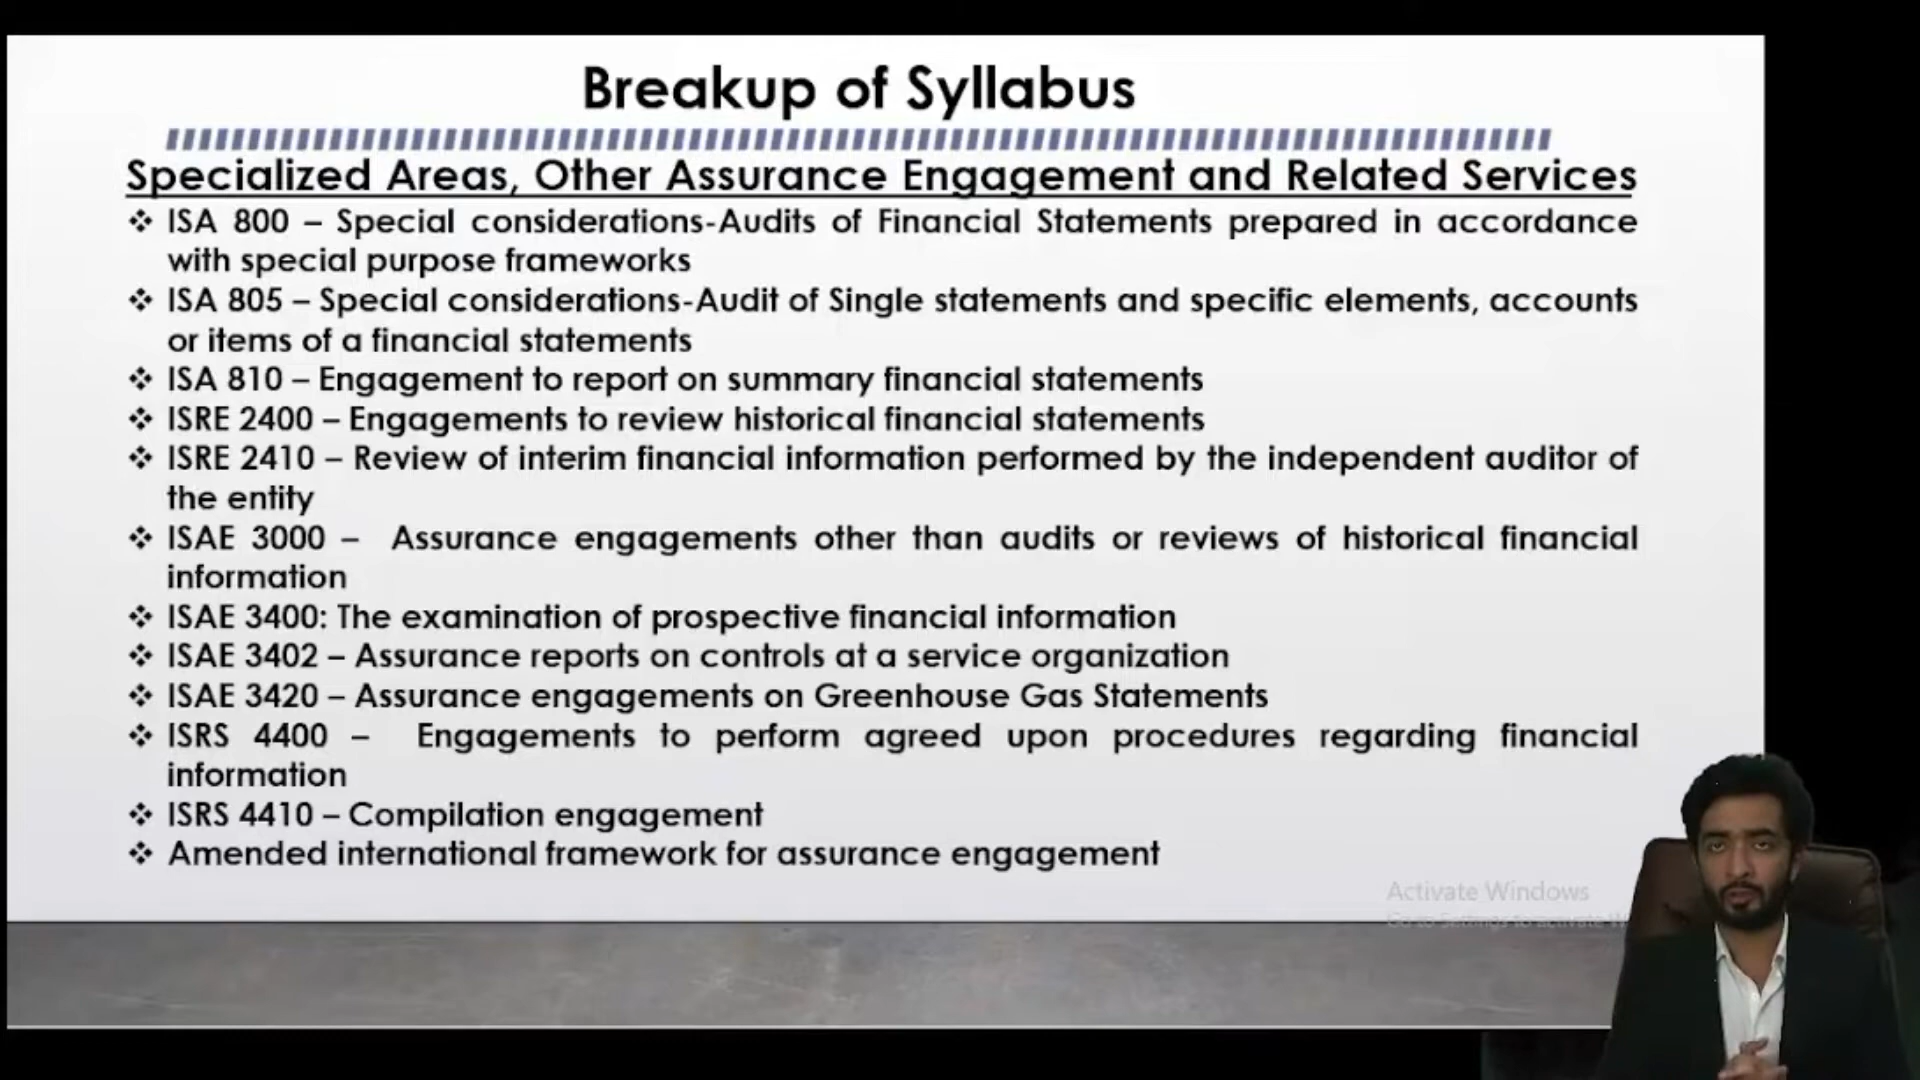 Breakup of Syllabus
Specialized Areas, Other Assurance Engagement and Related Services
❖ ISA 800 – Special considerations-Audits of Financial Statements prepared in accordance
with special purpose frameworks
❖ ISA 805 – Special considerations-Audit of Single statements and specific elements, accounts
or items of a financial statements
❖ ISA 810 – Engagement to report on summary financial statements
❖ ISRE 2400 – Engagements to review historical financial statements
❖ ISRE 2410 – Review of interim financial information performed by the independent auditor of
the entity
❖ ISAE 3000 – Assurance engagements other than audits or reviews of historical financial
information
❖ ISAE 3400: The examination of prospective financial information
❖ ISAE 3402 – Assurance reports on controls at a service organization
❖ ISAE 3420 – Assurance engagements on Greenhouse Gas Statements
❖ ISRS 4400 – Engagements to perform agreed upon procedures regarding financial
information
❖ ISRS 4410 – Compilation engagement
❖ Amended international framework for assurance engagement
Activate Windows
Go to Settings to activate W